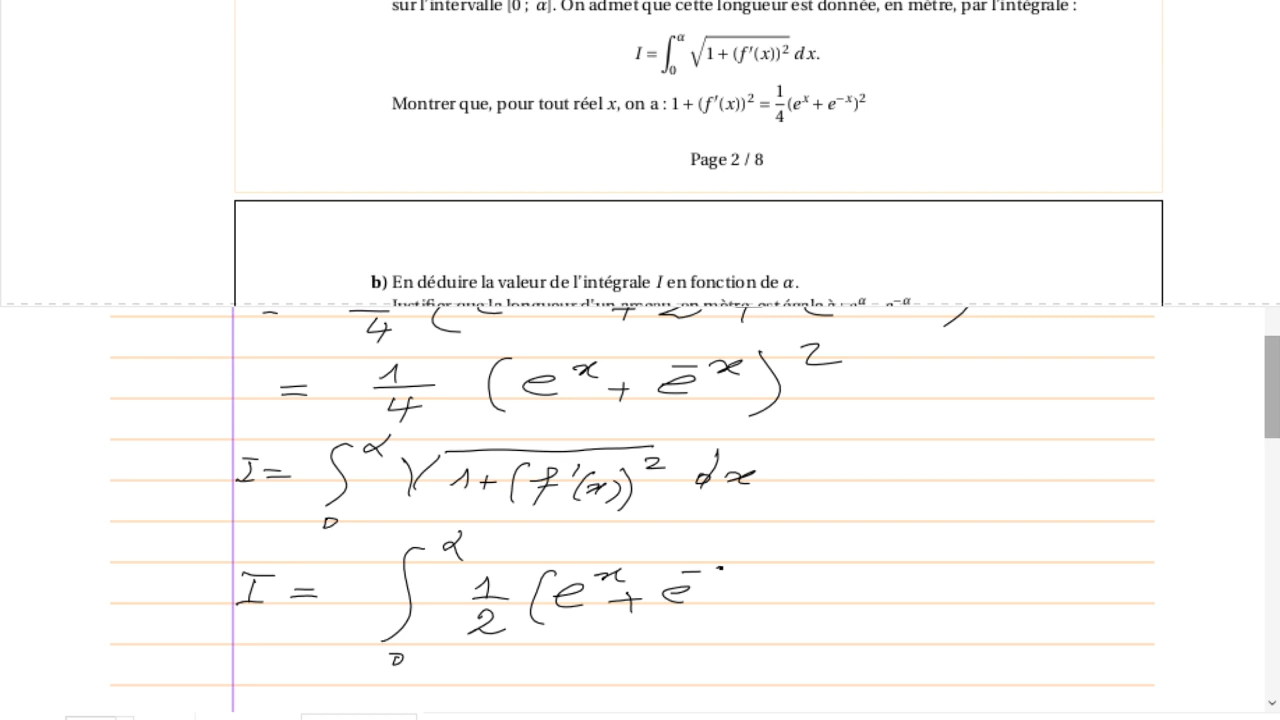 sur l'intervalle [0 ; α]. On admet que cette longueur est donnée, en mètre, par l'intégrale :
I = ∫₀^α √(1 + (f′(x))²) dx.
Montrer que, pour tout réel x, on a : 1 + (f′(x))² = 1/4 (e^x + e^−x)²
Page 2 / 8
b) En déduire la valeur de l'intégrale I en fonction de α.
= 1/4 (e^x + e^−x)²
I = ∫₀^α √(1 + (f′(x))²) dx
I = ∫₀^α 1/2 (e^x + e^−